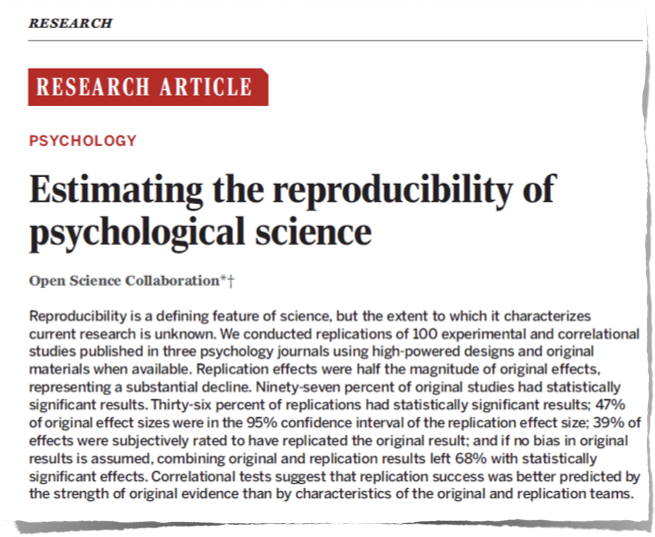 RESEARCH
RESEARCH ARTICLE
PSYCHOLOGY
Estimating the reproducibility of
psychological science
Open Science Collaboration*†
Reproducibility is a defining feature of science, but the extent to which it characterizes
current research is unknown. We conducted replications of 100 experimental and correlational
studies published in three psychology journals using high-powered designs and original
materials when available. Replication effects were half the magnitude of original effects,
representing a substantial decline. Ninety-seven percent of original studies had statistically
significant results. Thirty-six percent of replications had statistically significant results; 47%
of original effect sizes were in the 95% confidence interval of the replication effect size; 39% of
effects were subjectively rated to have replicated the original result; and if no bias in original
results is assumed, combining original and replication results left 68% with statistically
significant effects. Correlational tests suggest that replication success was better predicted by
the strength of original evidence than by characteristics of the original and replication teams.